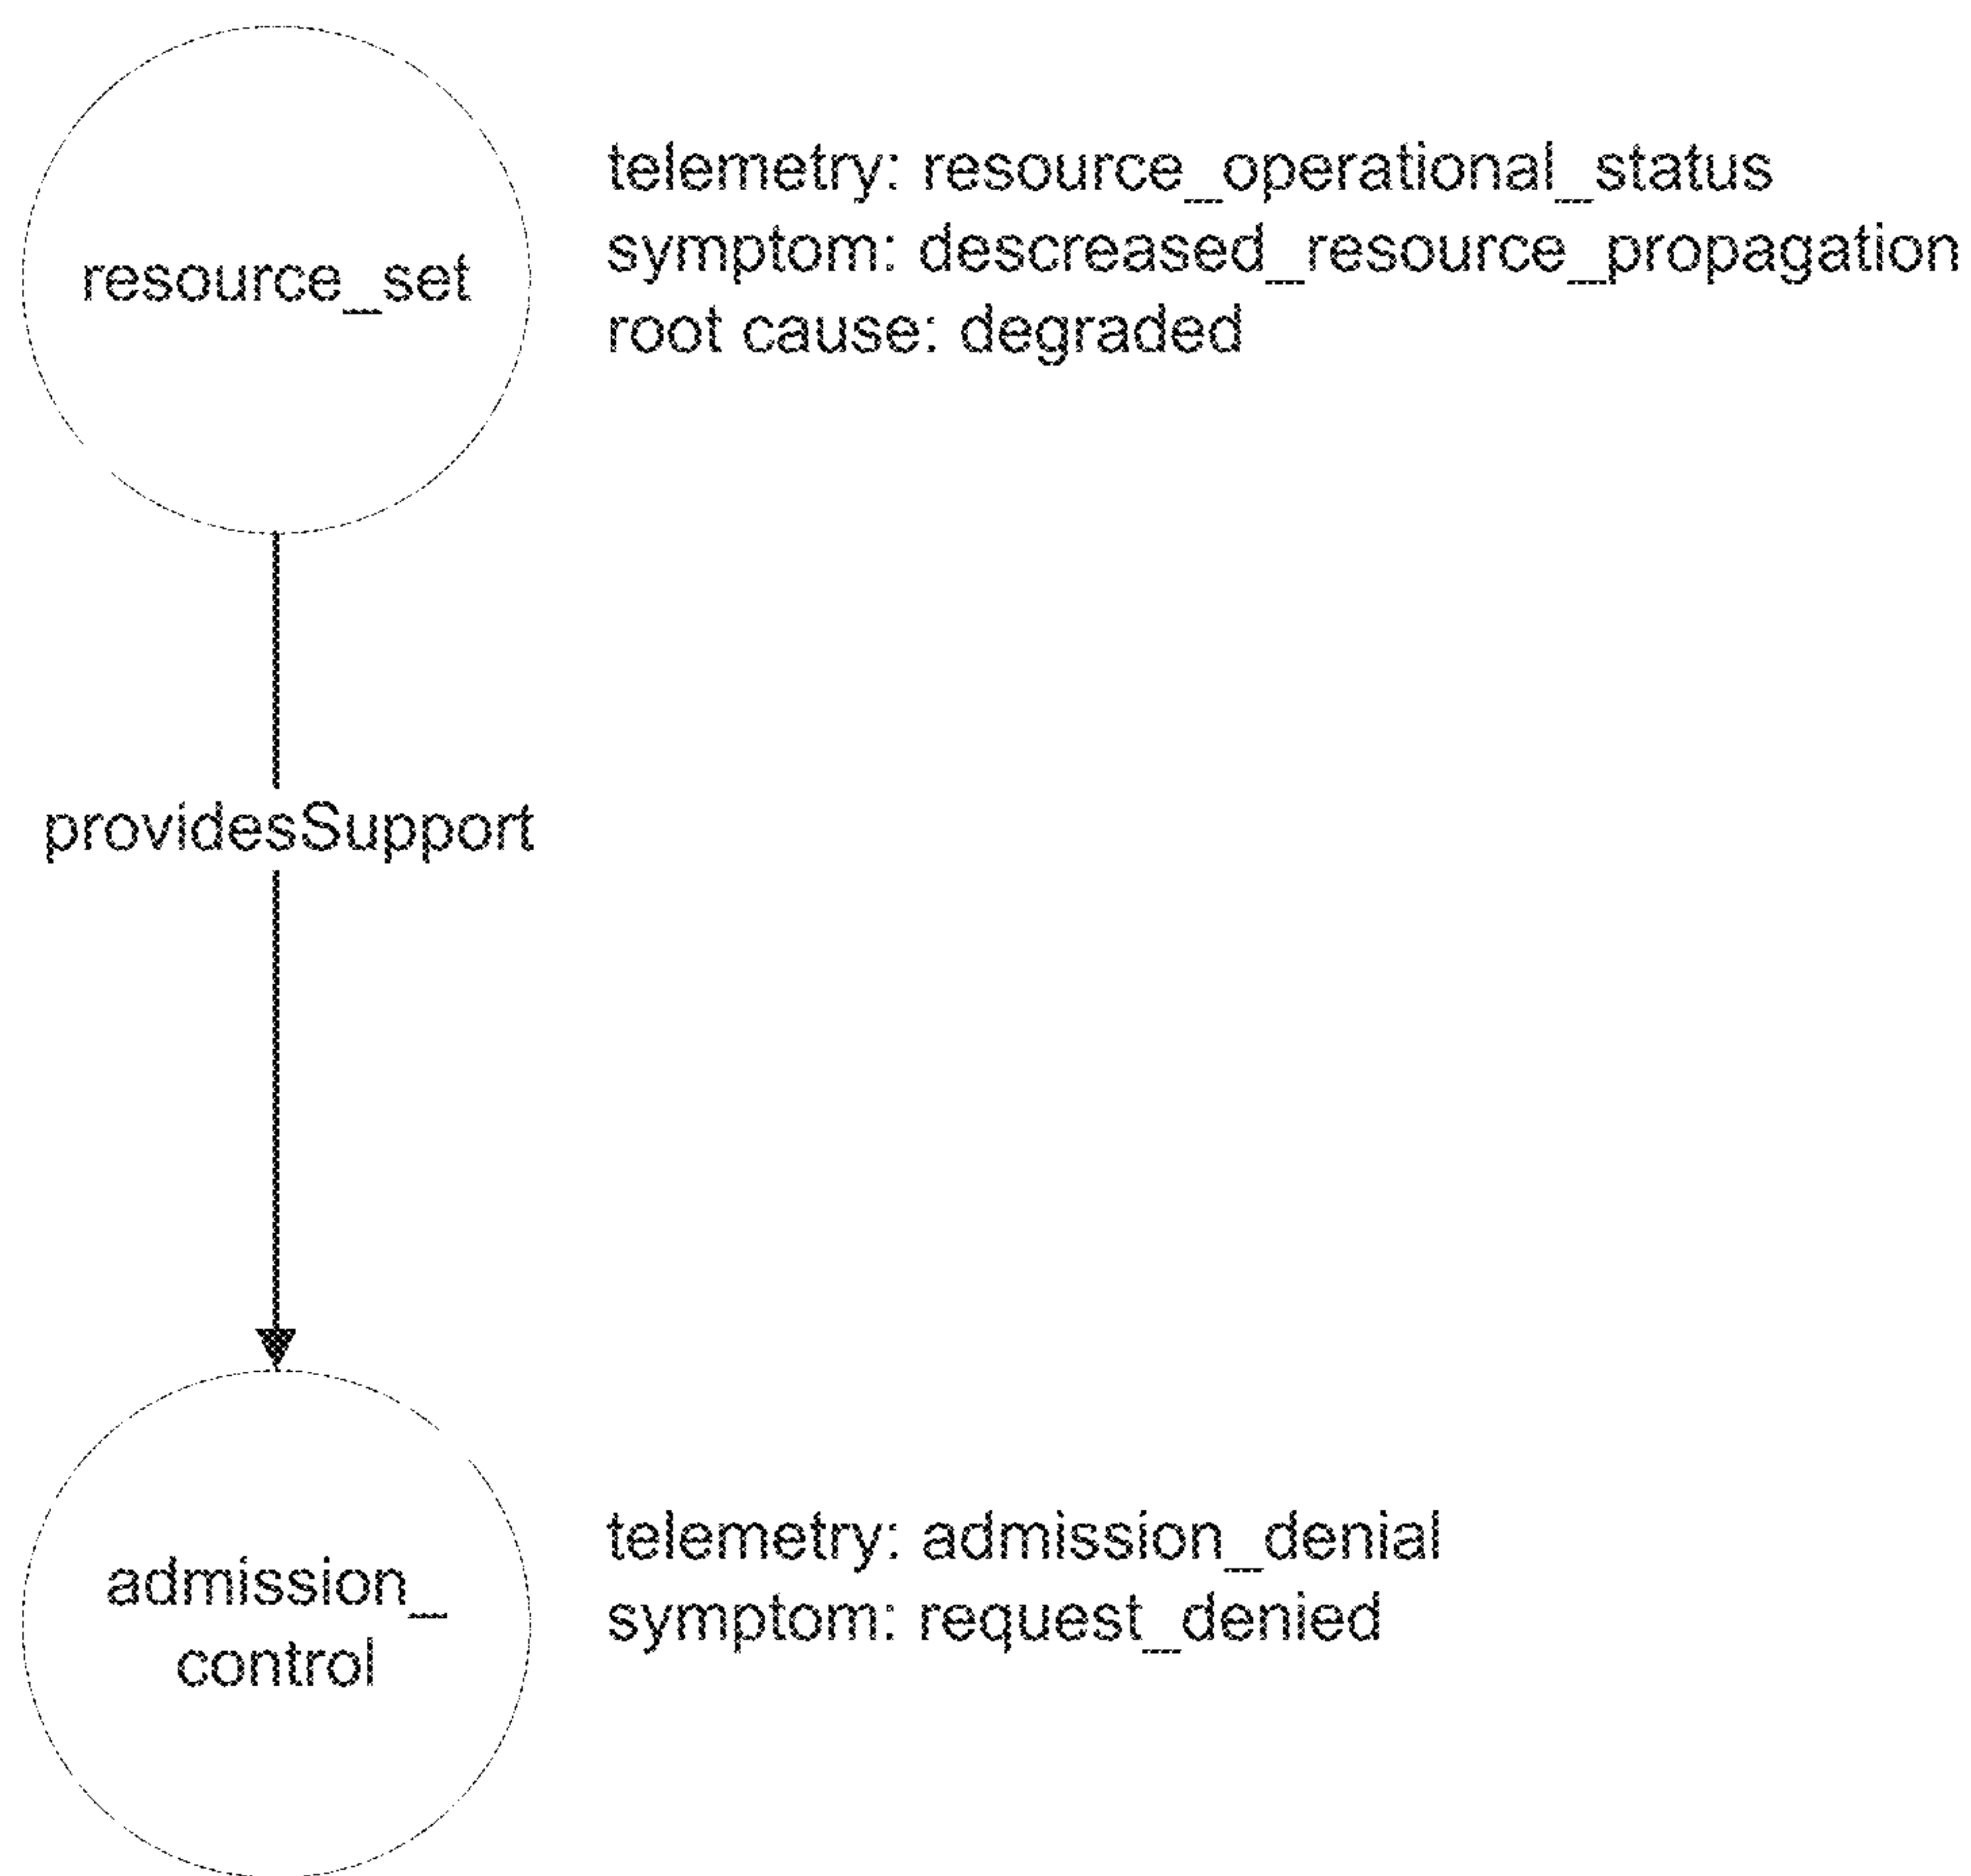 resource_set
telemetry: resource_operational_status
symptom: descreased_resource_propagation
root cause: degraded
providesSupport
admission_
control
telemetry: admission_denial
symptom: request_denied